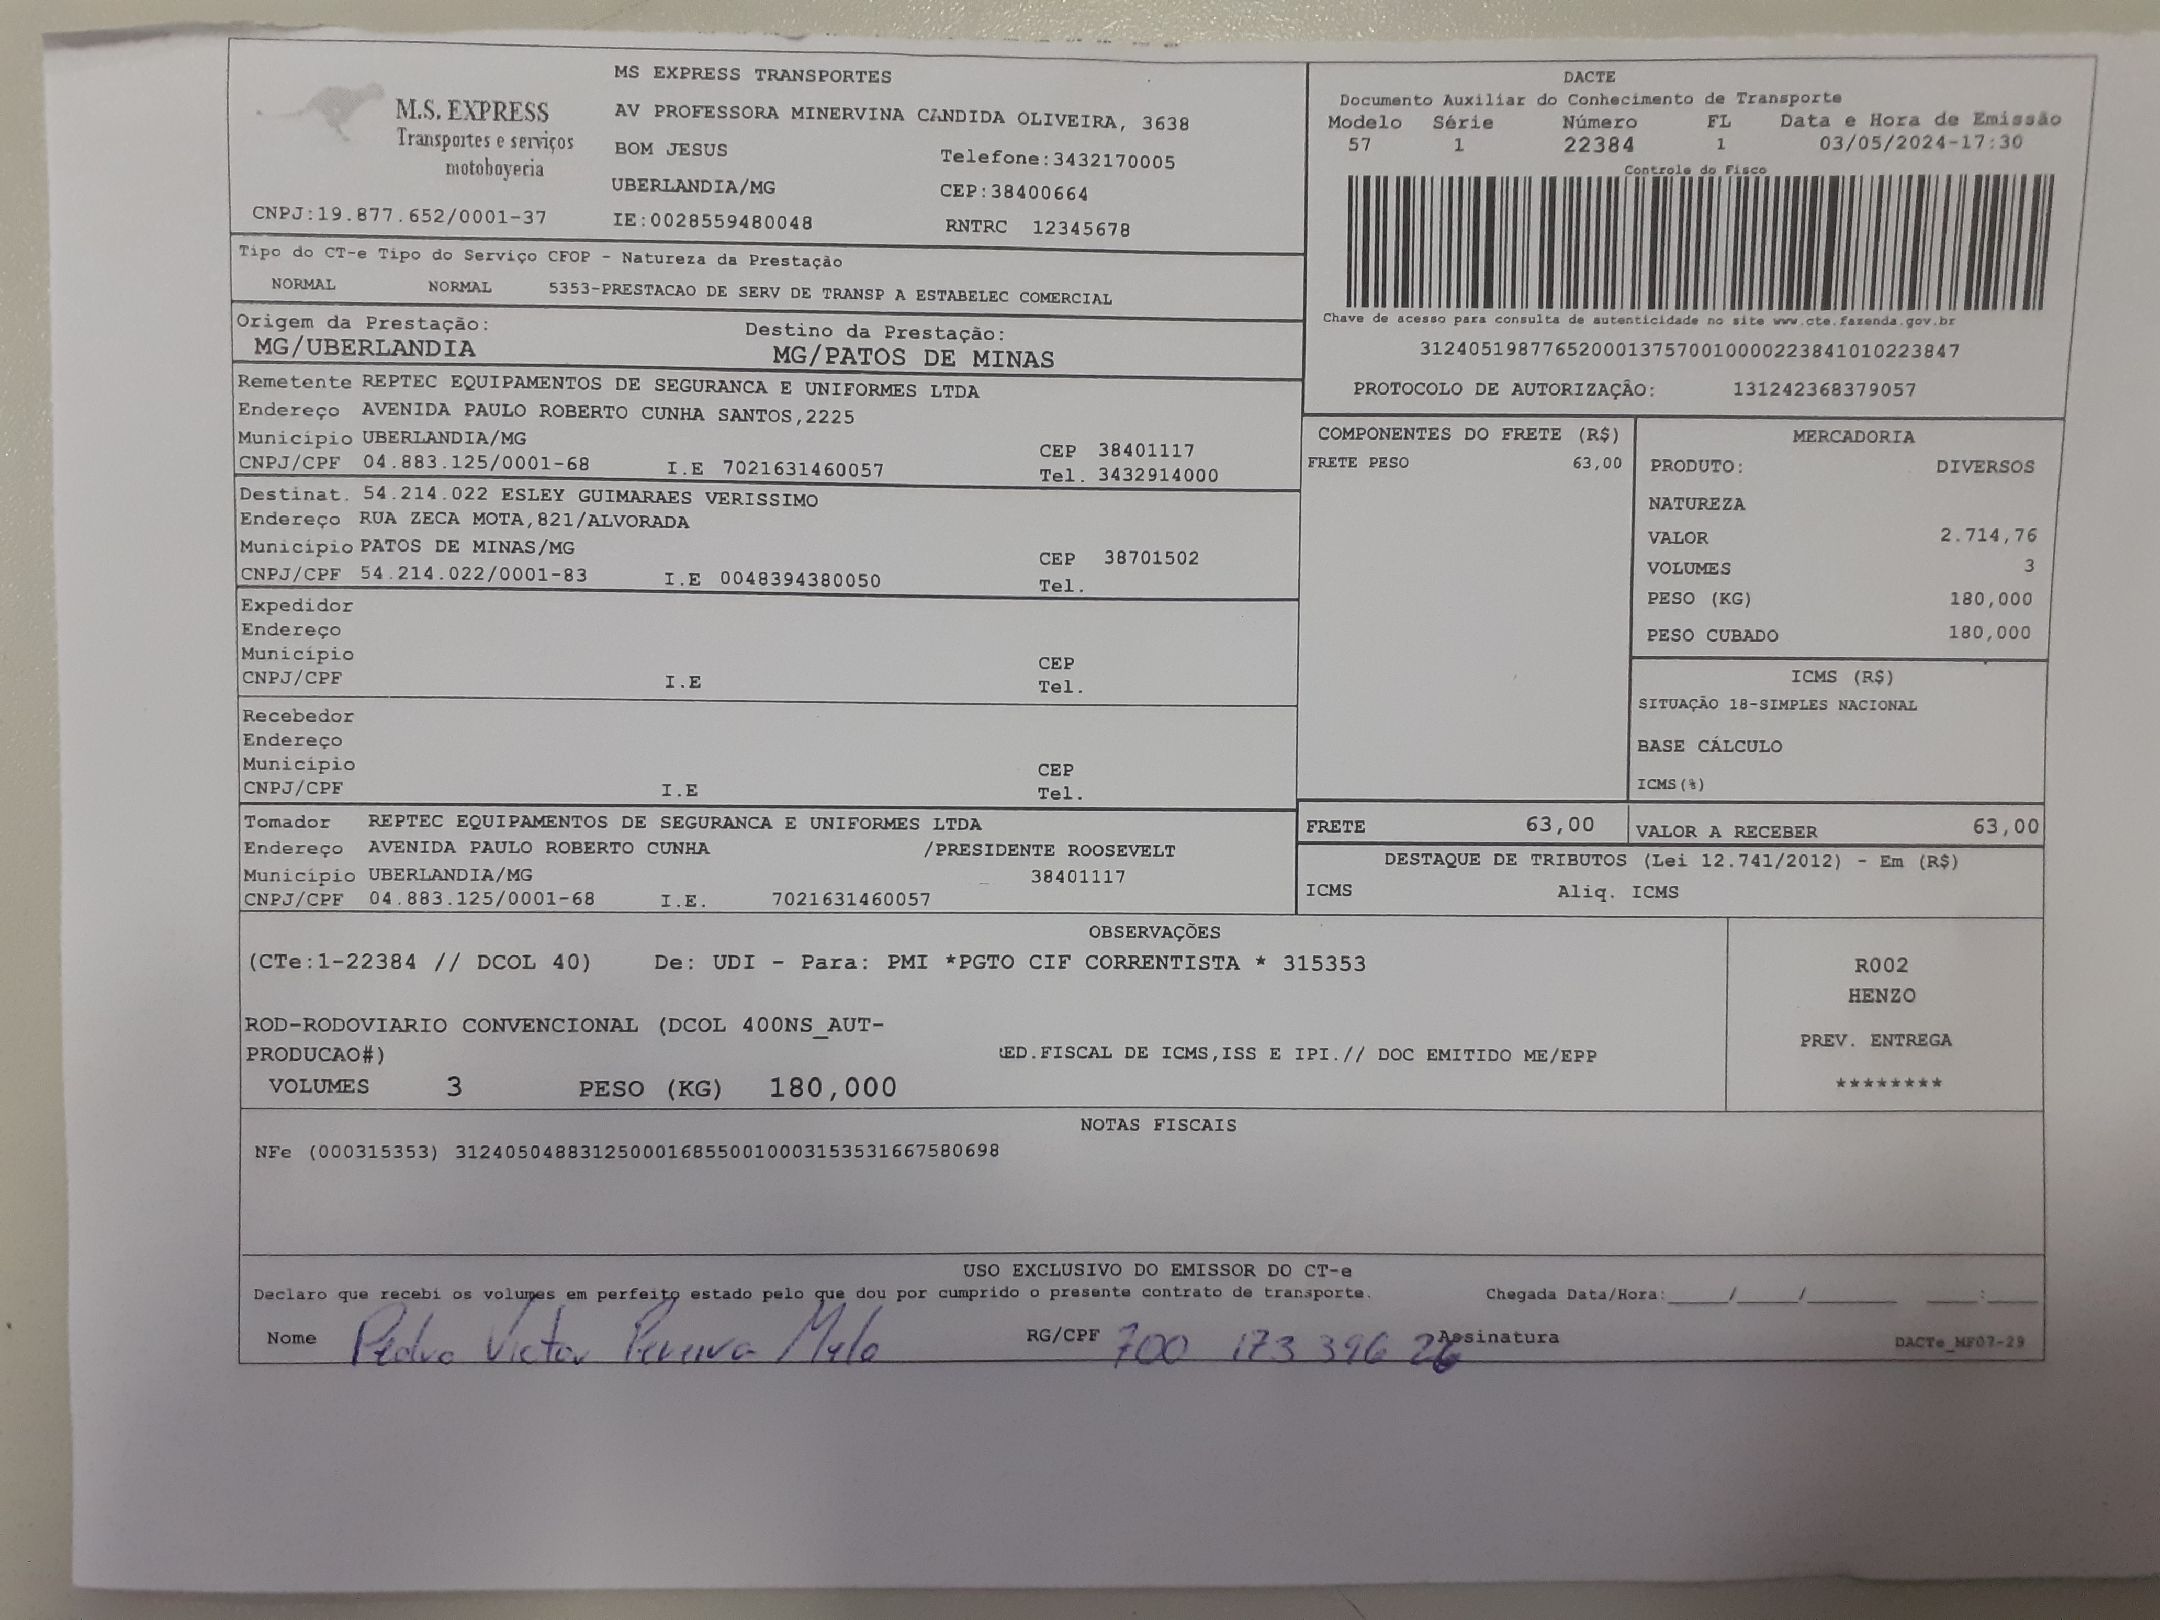 M.S. EXPRESS
Transportes e serviços
motoboyeria
CNPJ:19.877.652/0001-37
MS EXPRESS TRANSPORTES
AV PROFESSORA MINERVINA CANDIDA OLIVEIRA, 3638
BOM JESUS Telefone:3432170005
UBERLANDIA/MG CEP:38400664
IE:0028559480048 RNTRC 12345678
DACTE
Documento Auxiliar do Conhecimento de Transporte
Modelo Série Número FL Data e Hora de Emissão
57 1 22384 1 03/05/2024-17:30
Controle do Fisco
Chave de acesso para consulta de autenticidade no site www.cte.fazenda.gov.br
31240519877652000137570010000223841010223847
PROTOCOLO DE AUTORIZAÇÃO: 131242368379057
Tipo do CT-e Tipo do Serviço CFOP - Natureza da Prestação
NORMAL NORMAL 5353-PRESTACAO DE SERV DE TRANSP A ESTABELEC COMERCIAL
Origem da Prestação: Destino da Prestação:
MG/UBERLANDIA MG/PATOS DE MINAS
Remetente REPTEC EQUIPAMENTOS DE SEGURANCA E UNIFORMES LTDA
Endereço AVENIDA PAULO ROBERTO CUNHA SANTOS,2225
Município UBERLANDIA/MG CEP 38401117
CNPJ/CPF 04.883.125/0001-68 I.E 7021631460057 Tel. 3432914000
Destinat. 54.214.022 ESLEY GUIMARAES VERISSIMO
Endereço RUA ZECA MOTA,821/ALVORADA
Município PATOS DE MINAS/MG CEP 38701502
CNPJ/CPF 54.214.022/0001-83 I.E 0048394380050 Tel.
Expedidor
Endereço
Município CEP
CNPJ/CPF I.E Tel.
Recebedor
Endereço
Município CEP
CNPJ/CPF I.E Tel.
Tomador REPTEC EQUIPAMENTOS DE SEGURANCA E UNIFORMES LTDA
Endereço AVENIDA PAULO ROBERTO CUNHA /PRESIDENTE ROOSEVELT
Município UBERLANDIA/MG 38401117
CNPJ/CPF 04.883.125/0001-68 I.E. 7021631460057
COMPONENTES DO FRETE (R$)
FRETE PESO 63,00
MERCADORIA
PRODUTO: DIVERSOS
NATUREZA
VALOR 2.714,76
VOLUMES 3
PESO (KG) 180,000
PESO CUBADO 180,000
ICMS (R$)
SITUAÇÃO 18-SIMPLES NACIONAL
BASE CÁLCULO
ICMS(%)
FRETE 63,00 VALOR A RECEBER 63,00
DESTAQUE DE TRIBUTOS (Lei 12.741/2012) - Em (R$)
ICMS Aliq. ICMS
OBSERVAÇÕES
(CTe:1-22384 // DCOL 40) De: UDI - Para: PMI *PGTO CIF CORRENTISTA * 315353
ROD-RODOVIARIO CONVENCIONAL (DCOL 400NS_AUT-
PRODUCAO#) ED.FISCAL DE ICMS,ISS E IPI.// DOC EMITIDO ME/EPP
VOLUMES 3 PESO (KG) 180,000
R002
HENZO
PREV. ENTREGA
********
NOTAS FISCAIS
NFe (000315353) 31240504883125000168550010003153531667580698
USO EXCLUSIVO DO EMISSOR DO CT-e
Declaro que recebi os volumes em perfeito estado pelo que dou por cumprido o presente contrato de transporte. Chegada Data/Hora:____/____/______ ____:____
Nome Pedro Victor Pereira Melo RG/CPF 700 173 396 26 Assinatura DACTe_MF07-29